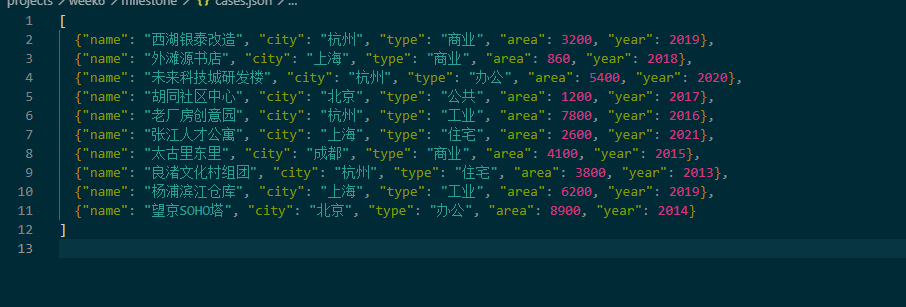 projects > week6 > milestone > {} cases.json > ...
1 [
2 {"name": "西湖银泰改造", "city": "杭州", "type": "商业", "area": 3200, "year": 2019},
3 {"name": "外滩源书店", "city": "上海", "type": "商业", "area": 860, "year": 2018},
4 {"name": "未来科技城研发楼", "city": "杭州", "type": "办公", "area": 5400, "year": 2020},
5 {"name": "胡同社区中心", "city": "北京", "type": "公共", "area": 1200, "year": 2017},
6 {"name": "老厂房创意园", "city": "杭州", "type": "工业", "area": 7800, "year": 2016},
7 {"name": "张江人才公寓", "city": "上海", "type": "住宅", "area": 2600, "year": 2021},
8 {"name": "太古里东里", "city": "成都", "type": "商业", "area": 4100, "year": 2015},
9 {"name": "良渚文化村组团", "city": "杭州", "type": "住宅", "area": 3800, "year": 2013},
10 {"name": "杨浦滨江仓库", "city": "上海", "type": "工业", "area": 6200, "year": 2019},
11 {"name": "望京SOHO塔", "city": "北京", "type": "办公", "area": 8900, "year": 2014}
12 ]
13